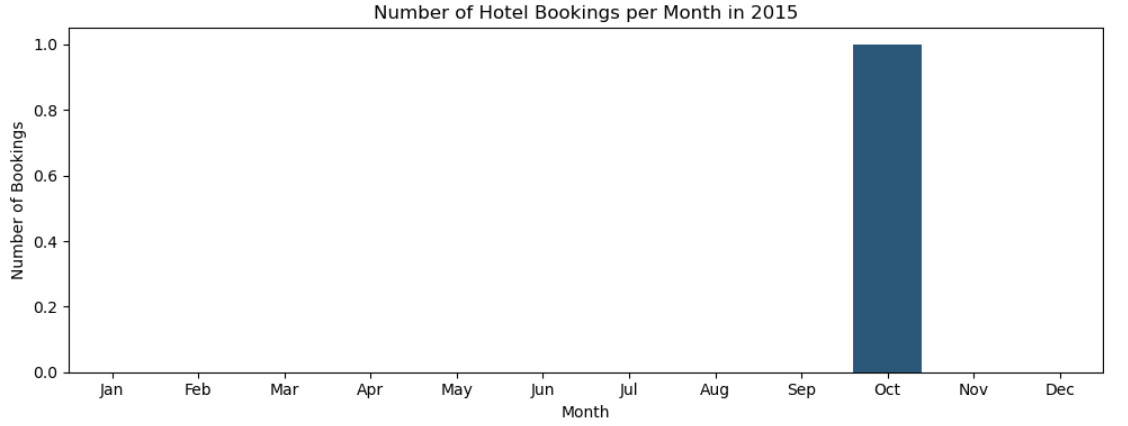 Number of Hotel Bookings per Month in 2015
Number of Bookings
1.0
0.8
0.6
0.4
0.2
0.0
Jan Feb Mar Apr May Jun Jul Aug Sep Oct Nov Dec
Month